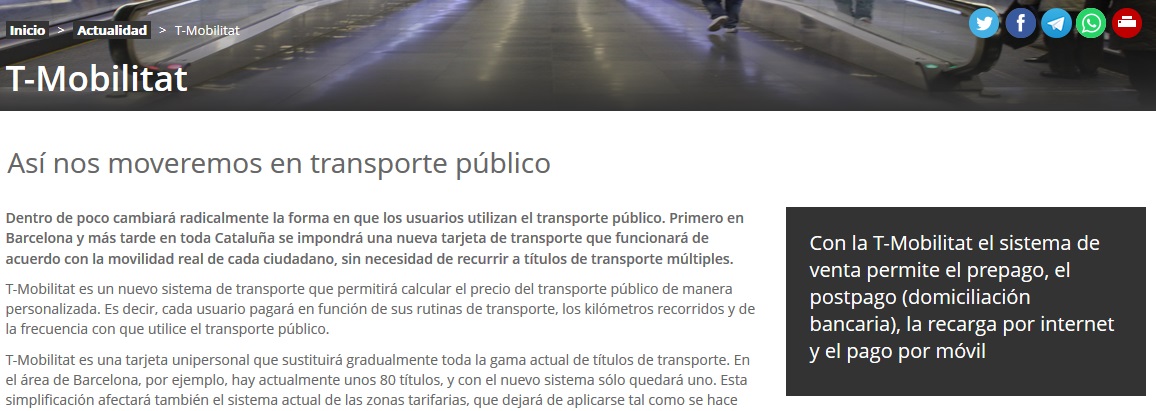 Inicio > Actualidad > T-Mobilitat
T-Mobilitat
Así nos moveremos en transporte público
Dentro de poco cambiará radicalmente la forma en que los usuarios utilizan el transporte público. Primero en
Barcelona y más tarde en toda Cataluña se impondrá una nueva tarjeta de transporte que funcionará de
acuerdo con la movilidad real de cada ciudadano, sin necesidad de recurrir a títulos de transporte múltiples.
T-Mobilitat es un nuevo sistema de transporte que permitirá calcular el precio del transporte público de manera
personalizada. Es decir, cada usuario pagará en función de sus rutinas de transporte, los kilómetros recorridos y de
la frecuencia con que utilice el transporte público.
T-Mobilitat es una tarjeta unipersonal que sustituirá gradualmente toda la gama actual de títulos de transporte. En
el área de Barcelona, por ejemplo, hay actualmente unos 80 títulos, y con el nuevo sistema sólo quedará uno. Esta
simplificación afectará también el sistema actual de las zonas tarifarias, que dejará de aplicarse tal como se hace
Con la T-Mobilitat el sistema de
venta permite el prepago, el
postpago (domiciliación
bancaria), la recarga por internet
y el pago por móvil